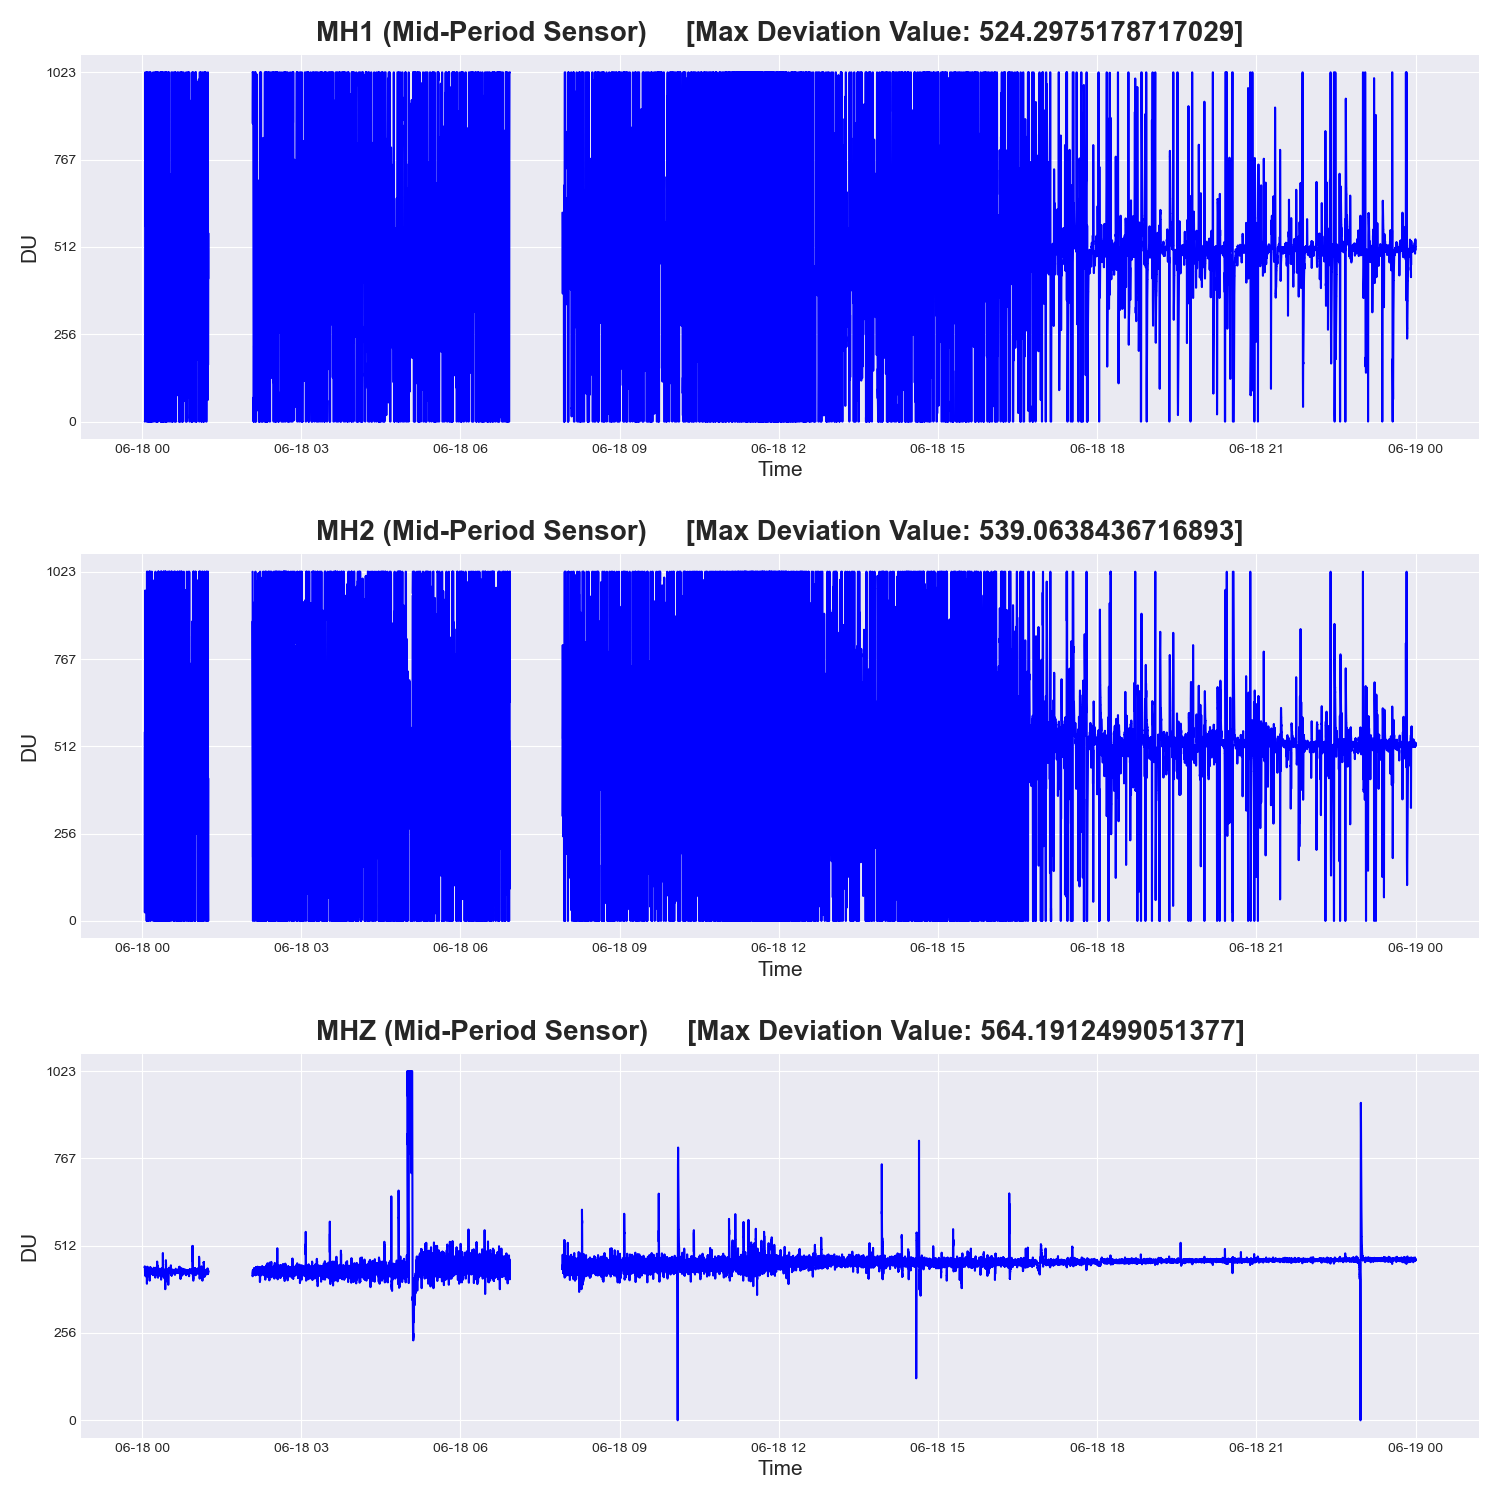 MH1 (Mid-Period Sensor) [Max Deviation Value: 524.2975178717029]
1023
767
512
256
0
DU
06-18 00 06-18 03 06-18 06 06-18 09 06-18 12 06-18 15 06-18 18 06-18 21 06-19 00
Time
MH2 (Mid-Period Sensor) [Max Deviation Value: 539.0638436716893]
1023
767
512
256
0
DU
06-18 00 06-18 03 06-18 06 06-18 09 06-18 12 06-18 15 06-18 18 06-18 21 06-19 00
Time
MHZ (Mid-Period Sensor) [Max Deviation Value: 564.1912499051377]
1023
767
512
256
0
DU
06-18 00 06-18 03 06-18 06 06-18 09 06-18 12 06-18 15 06-18 18 06-18 21 06-19 00
Time